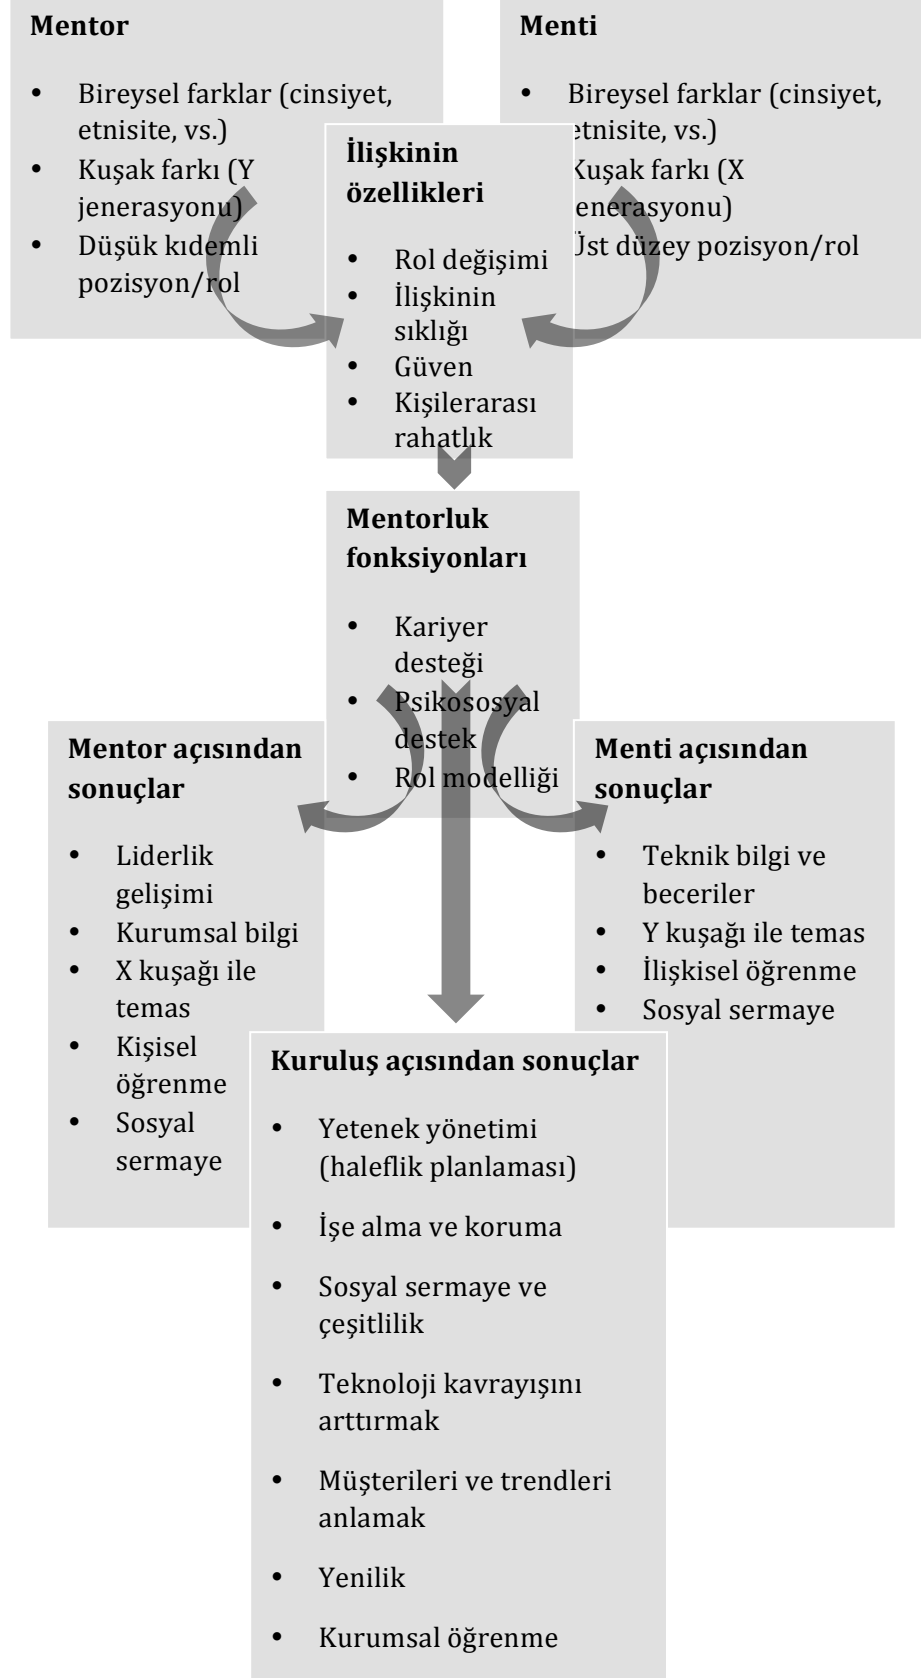 Mentor
• Bireysel farklar (cinsiyet,
etnisite, vs.)
• Kuşak farkı (Y
jenerasyonu)
• Düşük kıdemli
pozisyon/rol
Menti
• Bireysel farklar (cinsiyet,
etnisite, vs.)
Kuşak farkı (X
jenerasyonu)
Üst düzey pozisyon/rol
İlişkinin
özellikleri
• Rol değişimi
• İlişkinin
sıklığı
• Güven
• Kişilerarası
rahatlık
Mentorluk
fonksiyonları
• Kariyer
desteği
• Psikososyal
destek
• Rol modelliği
Mentor açısından
sonuçlar
• Liderlik
gelişimi
• Kurumsal bilgi
• X kuşağı ile
temas
• Kişisel
öğrenme
• Sosyal
sermaye
Menti açısından
sonuçlar
• Teknik bilgi ve
beceriler
• Y kuşağı ile temas
• İlişkisel öğrenme
• Sosyal sermaye
Kuruluş açısından sonuçlar
• Yetenek yönetimi
(haleflik planlaması)
• İşe alma ve koruma
• Sosyal sermaye ve
çeşitlilik
• Teknoloji kavrayışını
arttırmak
• Müşterileri ve trendleri
anlamak
• Yenilik
• Kurumsal öğrenme